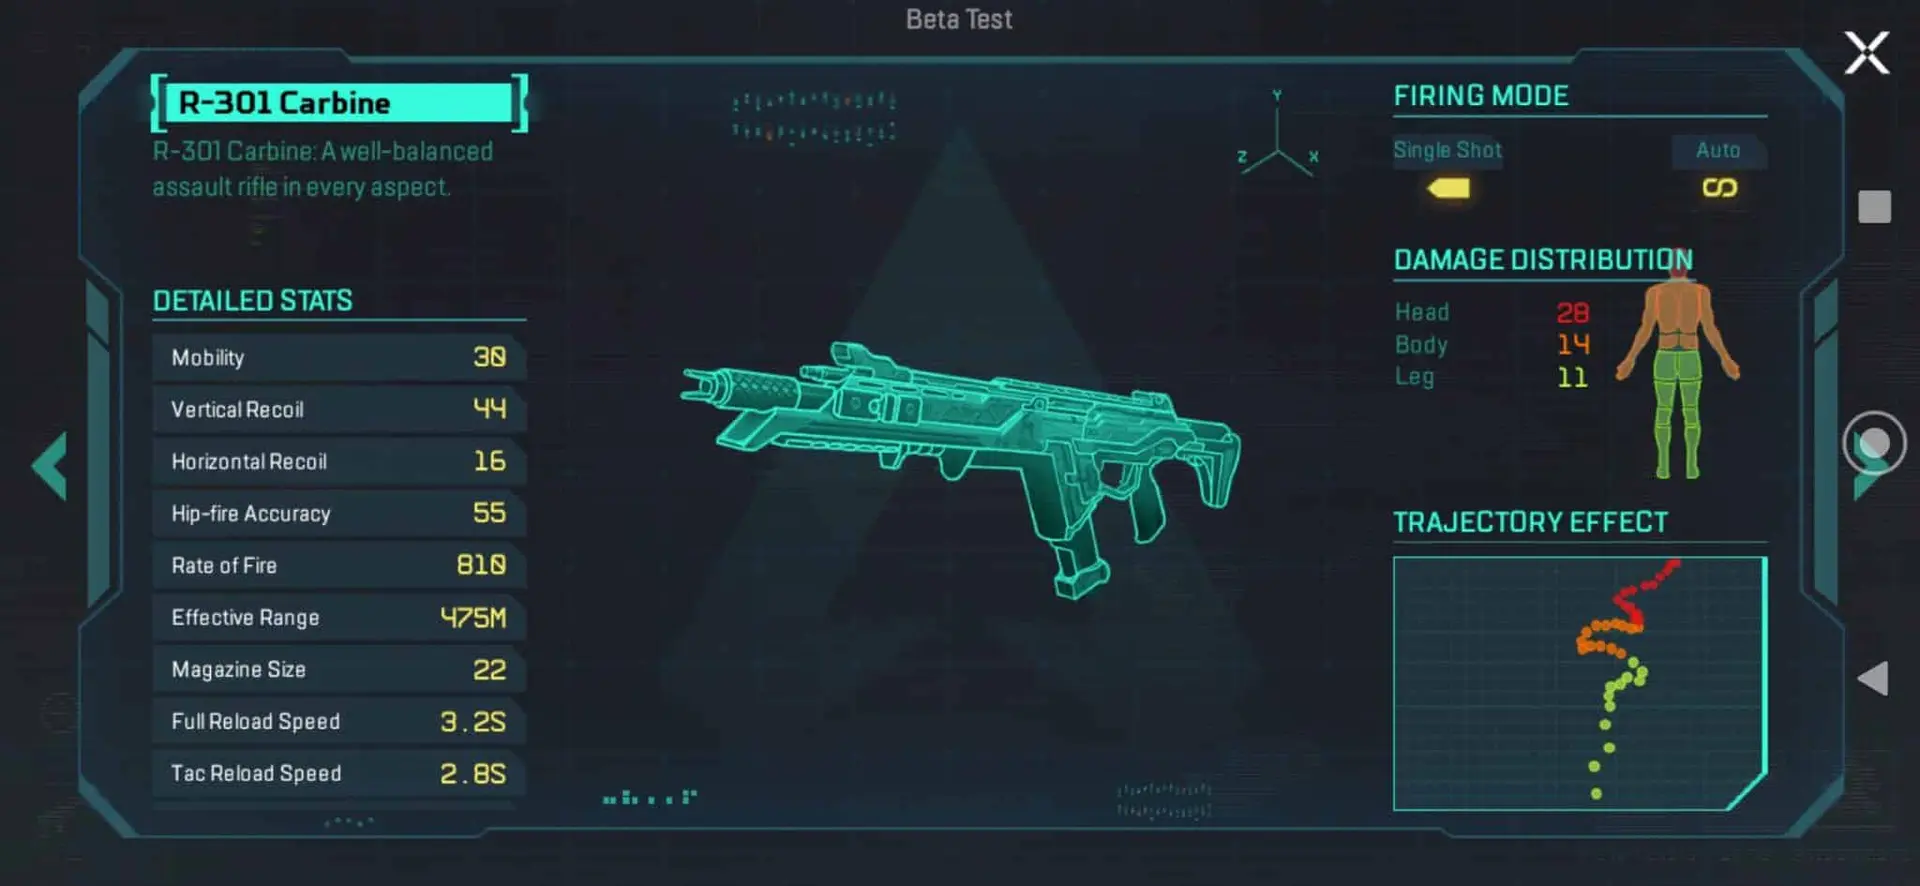 Beta Test
R-301 Carbine
R-301 Carbine: A well-balanced
assault rifle in every aspect.
DETAILED STATS
Mobility 30
Vertical Recoil 44
Horizontal Recoil 16
Hip-fire Accuracy 55
Rate of Fire 810
Effective Range 475M
Magazine Size 22
Full Reload Speed 3.2S
Tac Reload Speed 2.8S
Y
Z X
FIRING MODE
Single Shot Auto
DAMAGE DISTRIBUTION
Head 28
Body 14
Leg 11
TRAJECTORY EFFECT